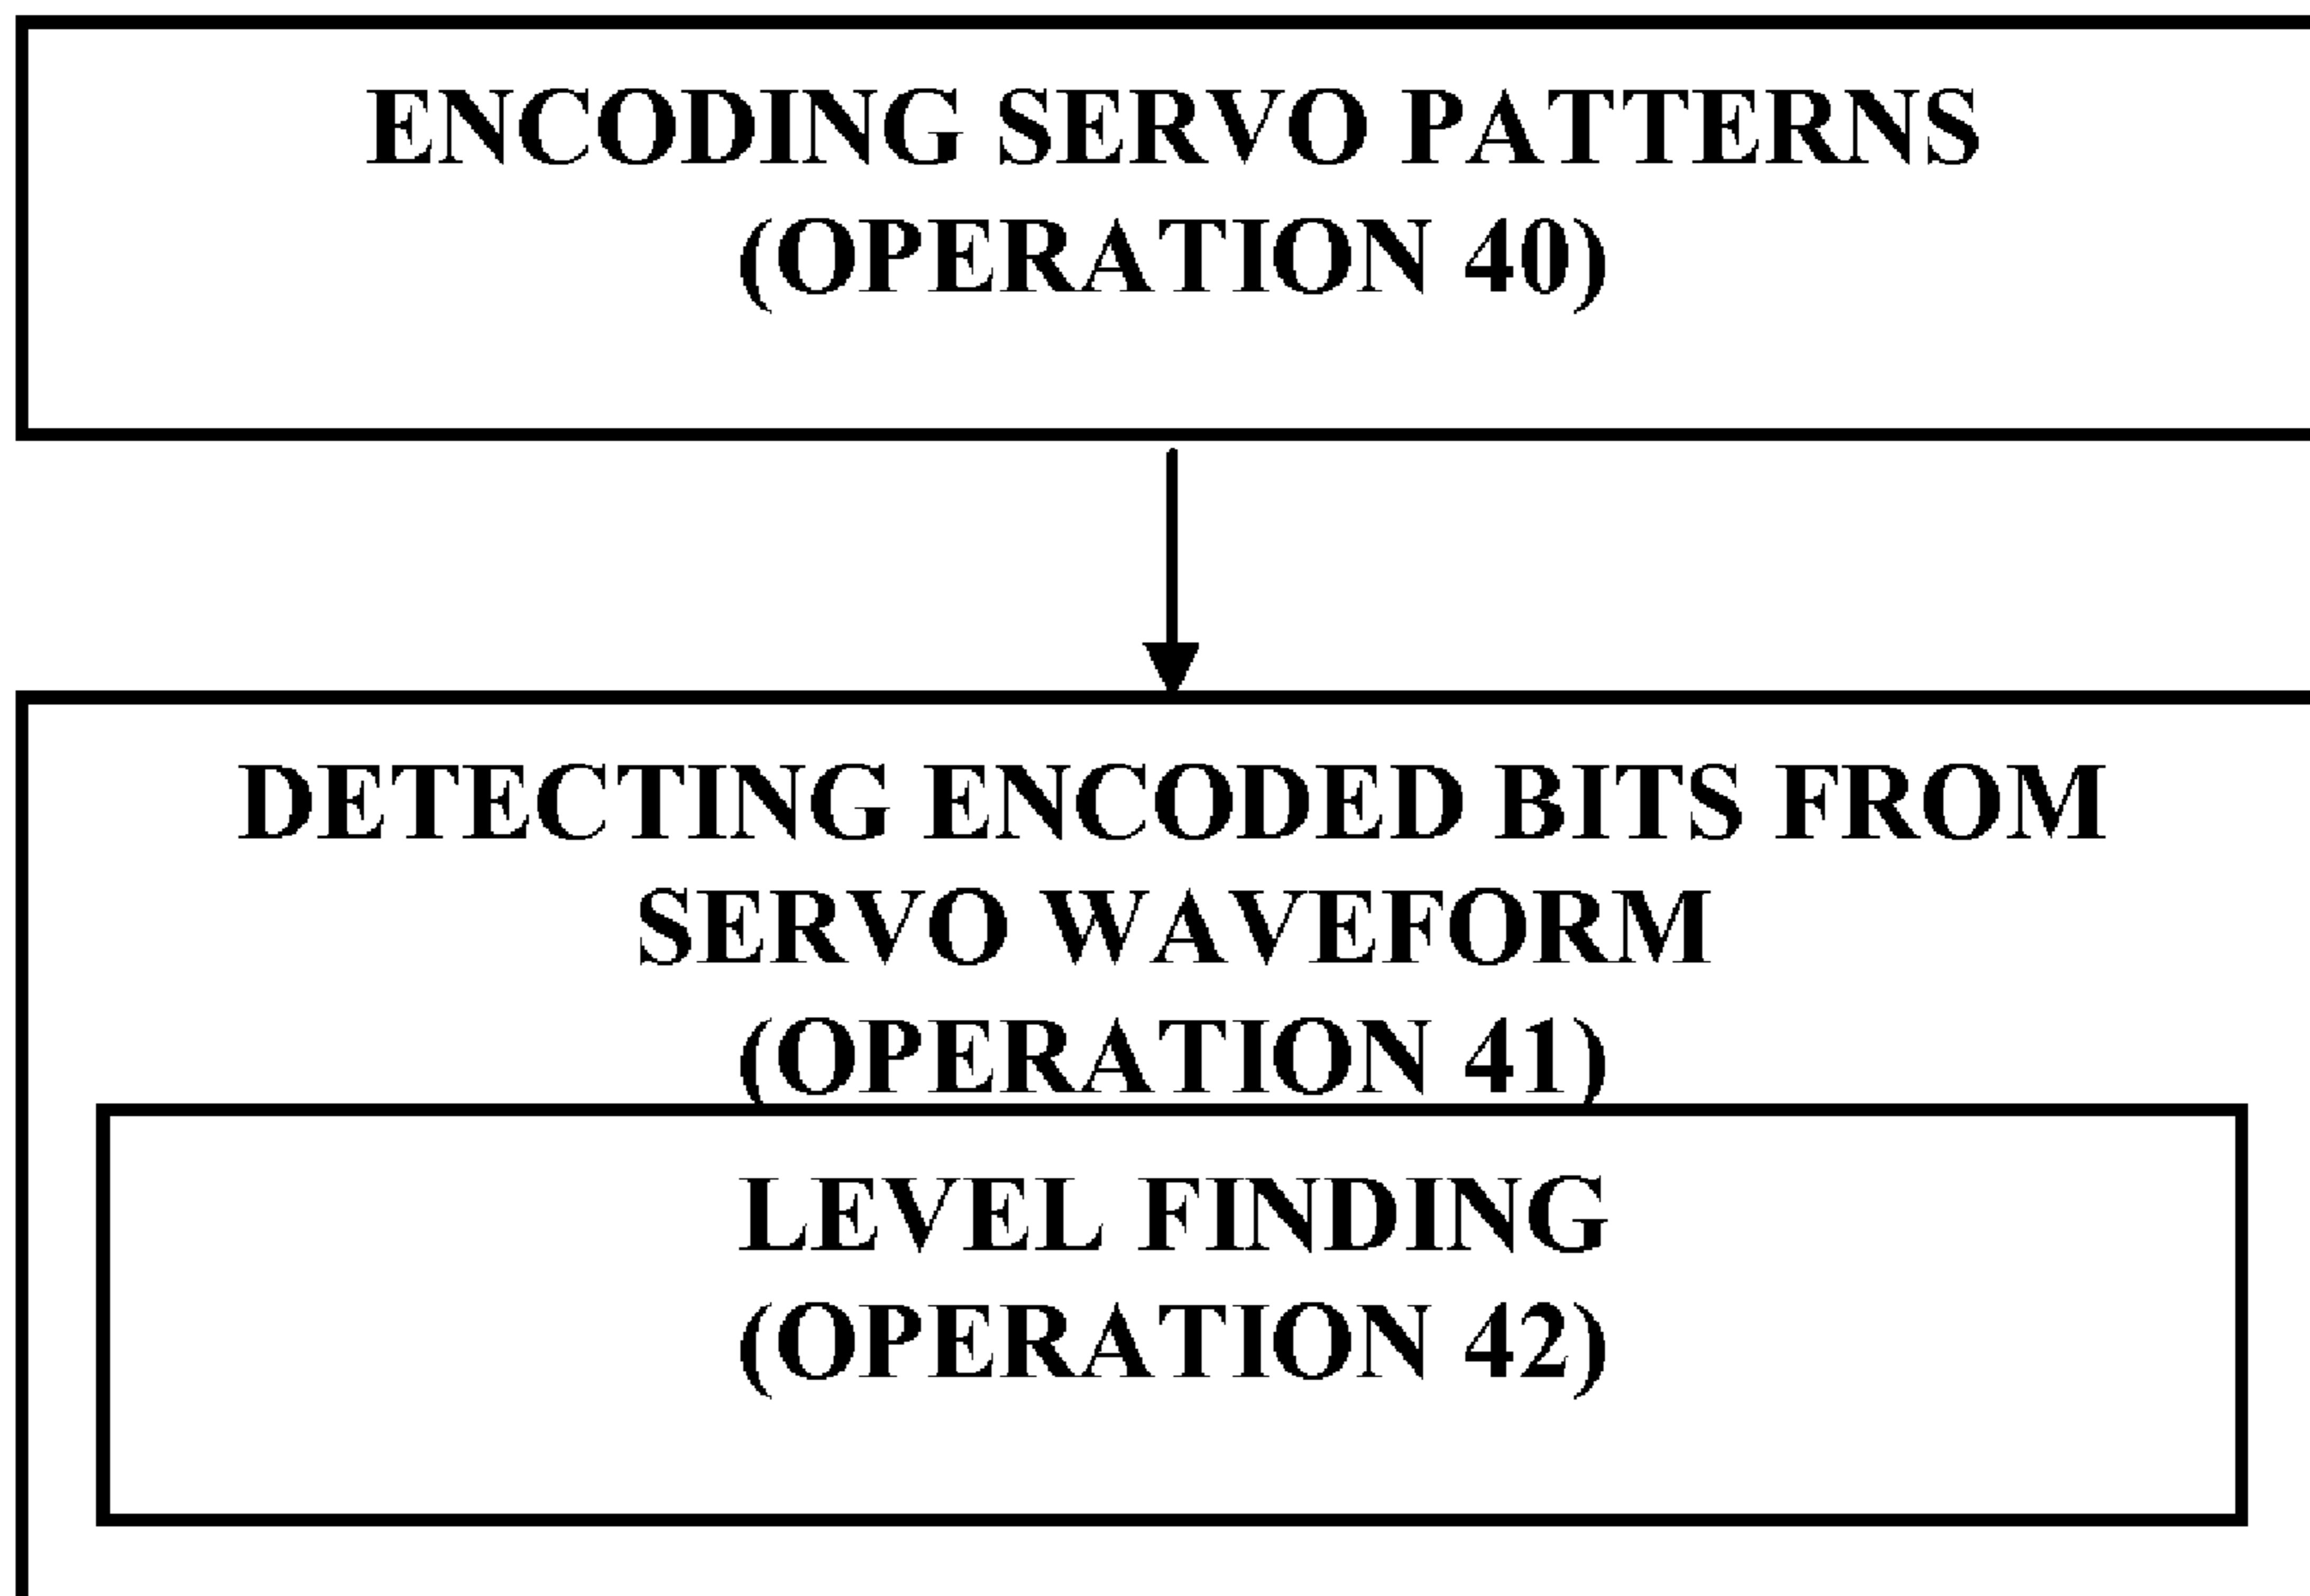 ENCODING SERVO PATTERNS
(OPERATION 40)
DETECTING ENCODED BITS FROM
SERVO WAVEFORM
(OPERATION 41)
LEVEL FINDING
(OPERATION 42)